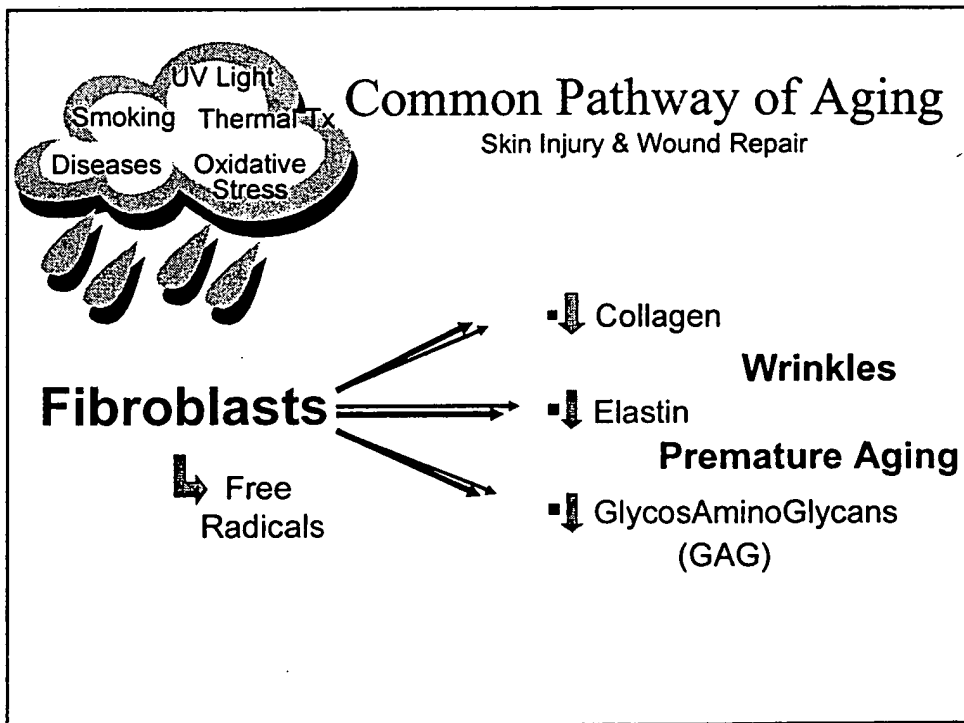 UV Light
Smoking Thermal Tx
Diseases Oxidative
Stress
Common Pathway of Aging
Skin Injury & Wound Repair
Collagen
Wrinkles
Fibroblasts
Elastin
Premature Aging
Free
Radicals
GlycosAminoGlycans
(GAG)